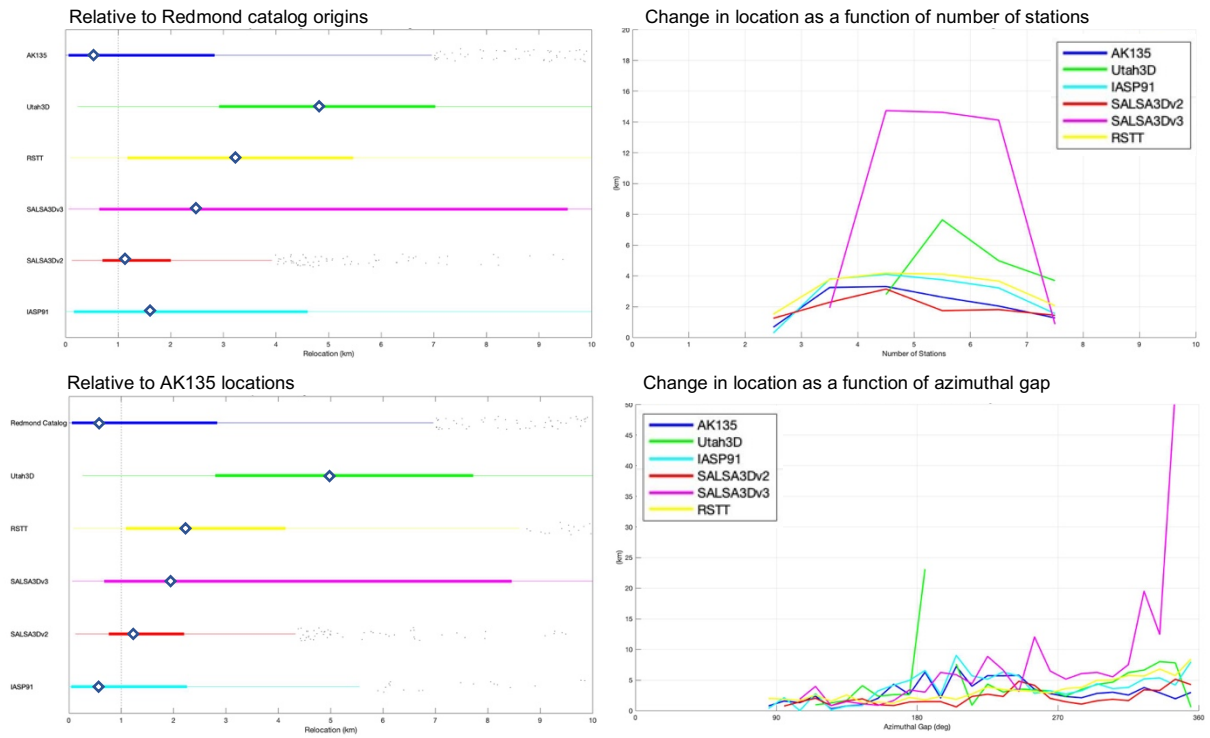 Relative to Redmond catalog origins
AK135
Utah3D
RSTT
SALSA3Dv3
SALSA3Dv2
IASP91
0 1 2 3 4 5 6 7 8 9 10
Relocation (km)
Change in location as a function of number of stations
20
18
16
14
12
10
8
6
4
2
0
(km)
AK135
Utah3D
IASP91
SALSA3Dv2
SALSA3Dv3
RSTT
0 1 2 3 4 5 6 7 8 9 10
Number of Stations
Relative to AK135 locations
Redmond Catalog
Utah3D
RSTT
SALSA3Dv3
SALSA3Dv2
IASP91
0 1 2 3 4 5 6 7 8 9 10
Relocation (km)
Change in location as a function of azimuthal gap
50
45
40
35
30
25
20
15
10
5
0
(km)
AK135
Utah3D
IASP91
SALSA3Dv2
SALSA3Dv3
RSTT
0 90 180 270 360
Azimuthal Gap (deg)